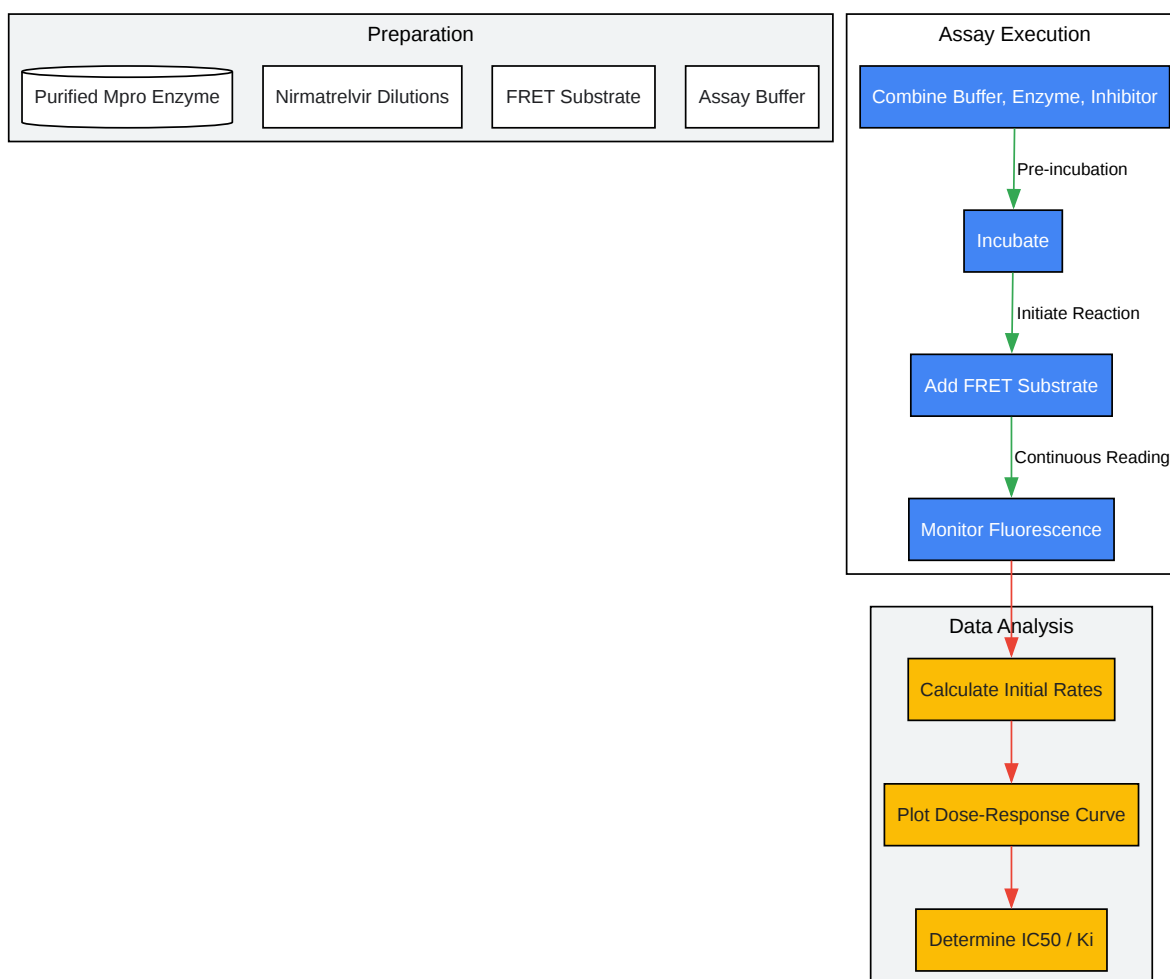 Preparation
Purified Mpro Enzyme
Nirmatrelvir Dilutions
FRET Substrate
Assay Buffer
Assay Execution
Combine Buffer, Enzyme, Inhibitor
Pre-incubation
Incubate
Initiate Reaction
Add FRET Substrate
Continuous Reading
Monitor Fluorescence
Data Analysis
Calculate Initial Rates
Plot Dose-Response Curve
Determine IC50 / Ki